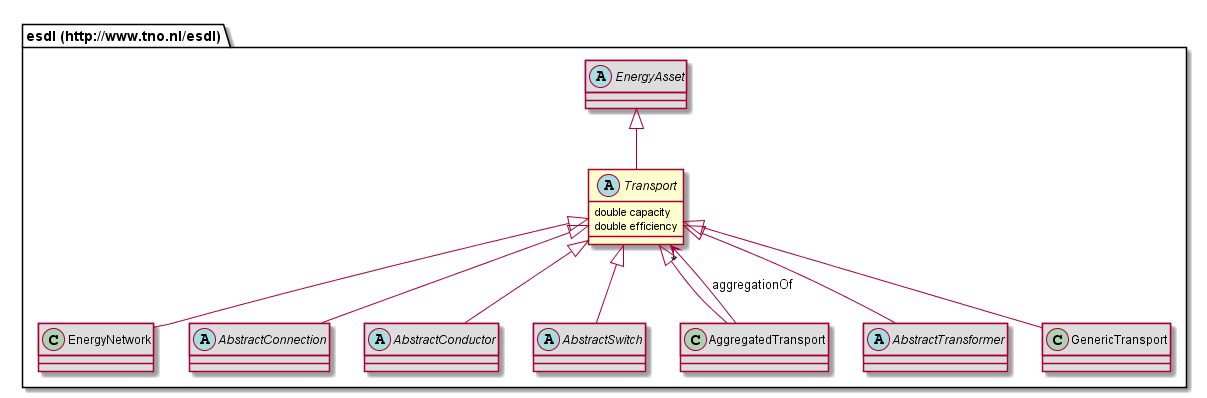 esdl (http://www.tno.nl/esdl)
A EnergyAsset
A Transport
double capacity
double efficiency
aggregationOf
C EnergyNetwork
A AbstractConnection
A AbstractConductor
A AbstractSwitch
C AggregatedTransport
A AbstractTransformer
C GenericTransport